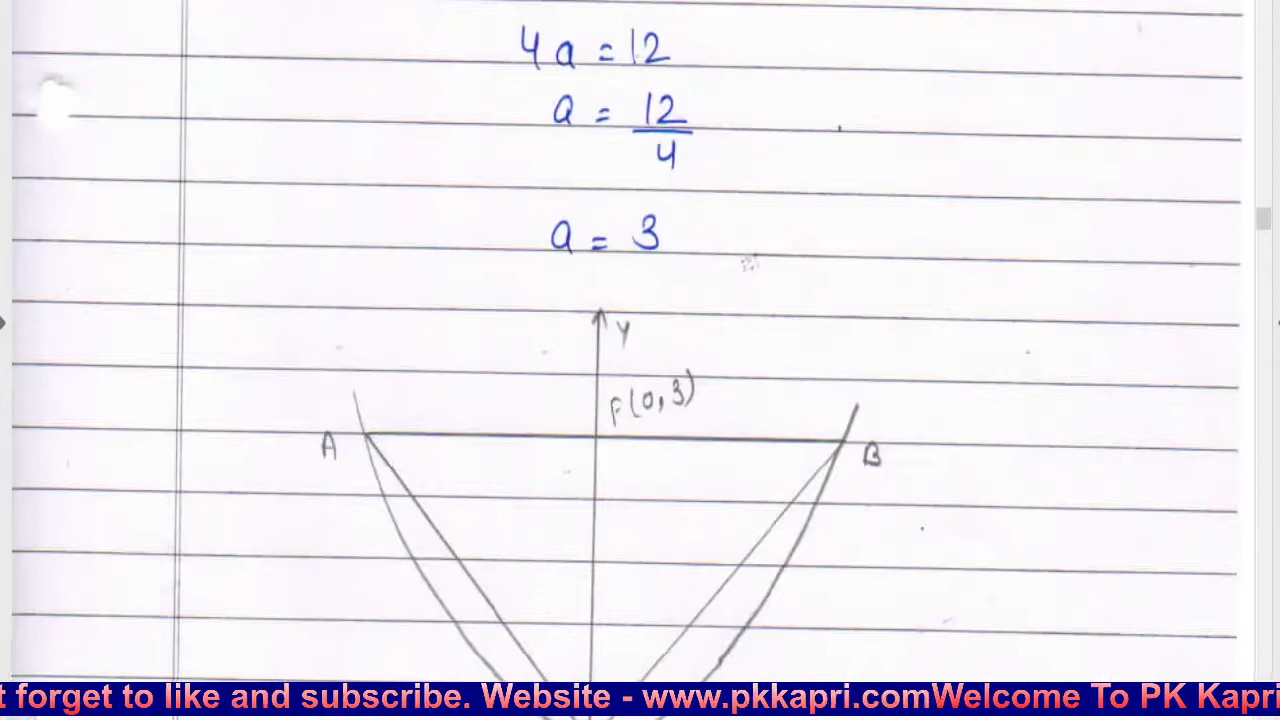 4a = 12
a = 12
4
a = 3
Y
F(0, 3)
A
B
t forget to like and subscribe. Website - www.pkkapri.comWelcome To PK Kapri